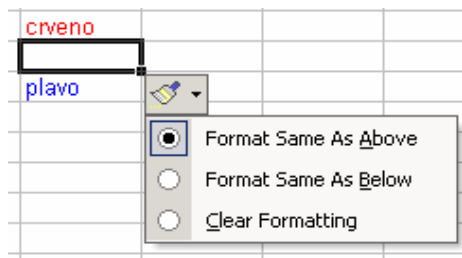 crveno
plavo
Format Same As Above
Format Same As Below
Clear Formatting